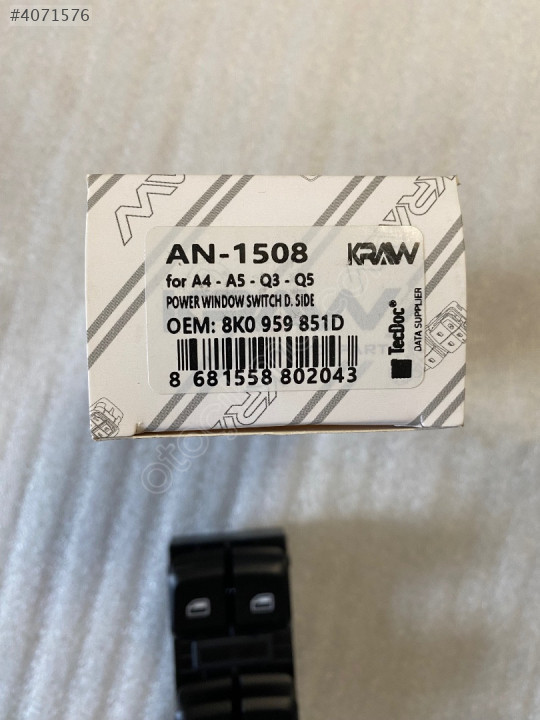 #4071576
AN-1508 KRAW
for A4 - A5 - Q3 - Q5
POWER WINDOW SWITCH D. SIDE
OEM: 8K0 959 851D
8 681558 802043
TecDoc®
DATA SUPPLIER